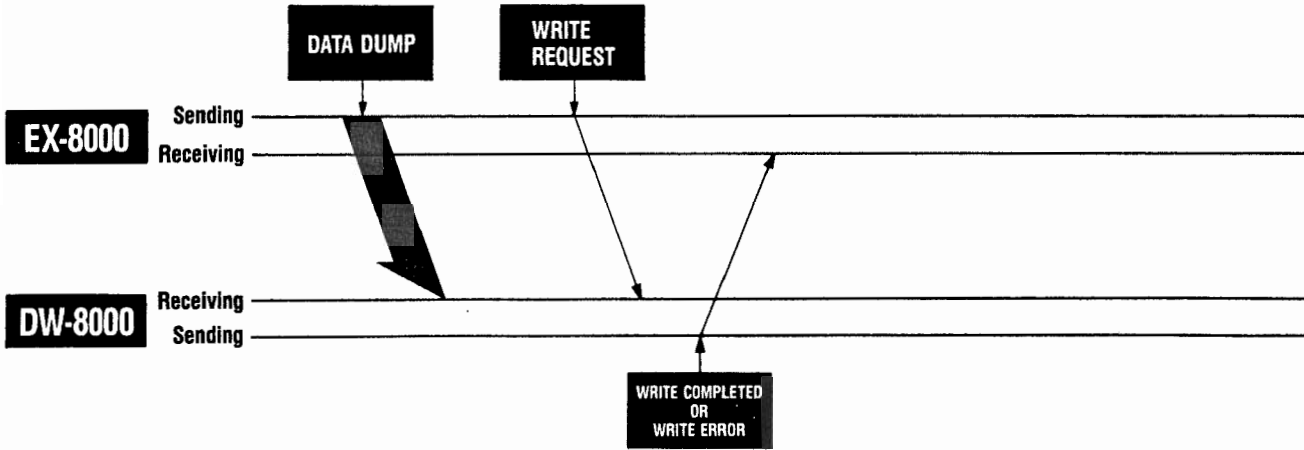 DATA DUMP
WRITE
REQUEST
EX-8000
Sending
Receiving
DW-8000
Receiving
Sending
WRITE COMPLETED
OR
WRITE ERROR